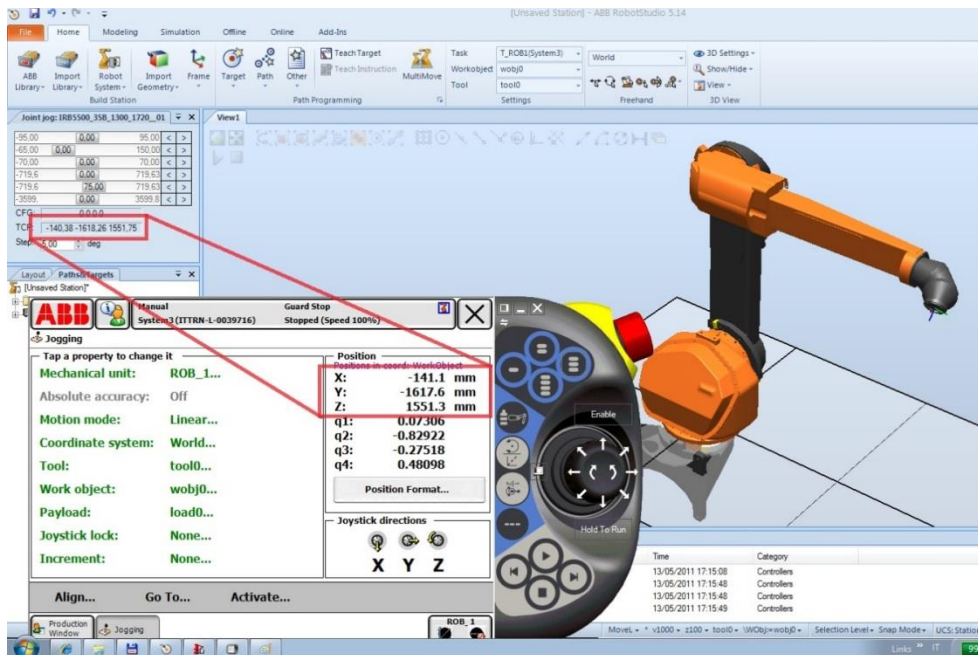 [Unsaved Station] - ABB RobotStudio 5.14
File Home Modeling Simulation Offline Online Add-Ins
ABB Library Import Library Robot System Import Geometry Frame Target Path Other
Teach Target
Teach Instruction
MultiMove
Task T_ROB1(System3)
Workobject wobj0
Tool tool0
World
3D Settings
Show/Hide
View
Build Station Path Programming Settings Freehand 3D View
Joint jog: IRB5500_35B_1300_1720__01
View1
-95,00 0,00 95,00 < >
-65,00 0,00 150,00 < >
-70,00 0,00 70,00 < >
-719,6 0,00 719,63 < >
-719,6 75,00 719,63 < >
-3599, 0,00 3599,8 < >
CFG: 0 0 0 0
TCP: -140,38 -1618,26 1551,75
Step: 5,00 deg
Layout Paths&Targets
[Unsaved Station]*
ABB
Manual Guard Stop
System3 (ITTRN-L-0039716) Stopped (Speed 100%)
Jogging
Tap a property to change it
Mechanical unit: ROB_1...
Absolute accuracy: Off
Motion mode: Linear...
Coordinate system: World...
Tool: tool0...
Work object: wobj0...
Payload: load0...
Joystick lock: None...
Increment: None...
Position
Positions in coord: WorkObject
X: -141.1 mm
Y: -1617.6 mm
Z: 1551.3 mm
q1: 0.07306
q2: -0.82922
q3: -0.27518
q4: 0.48098
Position Format...
Joystick directions
X Y Z
Align... Go To... Activate...
Production Window
Jogging
ROB_1
Enable
Hold To Run
Time Category
13/05/2011 17:15:08 Controllers
13/05/2011 17:15:48 Controllers
13/05/2011 17:15:48 Controllers
13/05/2011 17:15:49 Controllers
MoveL * v1000 z100 tool0 \WObj:=wobj0 Selection Level Snap Mode UCS: Station
Links IT